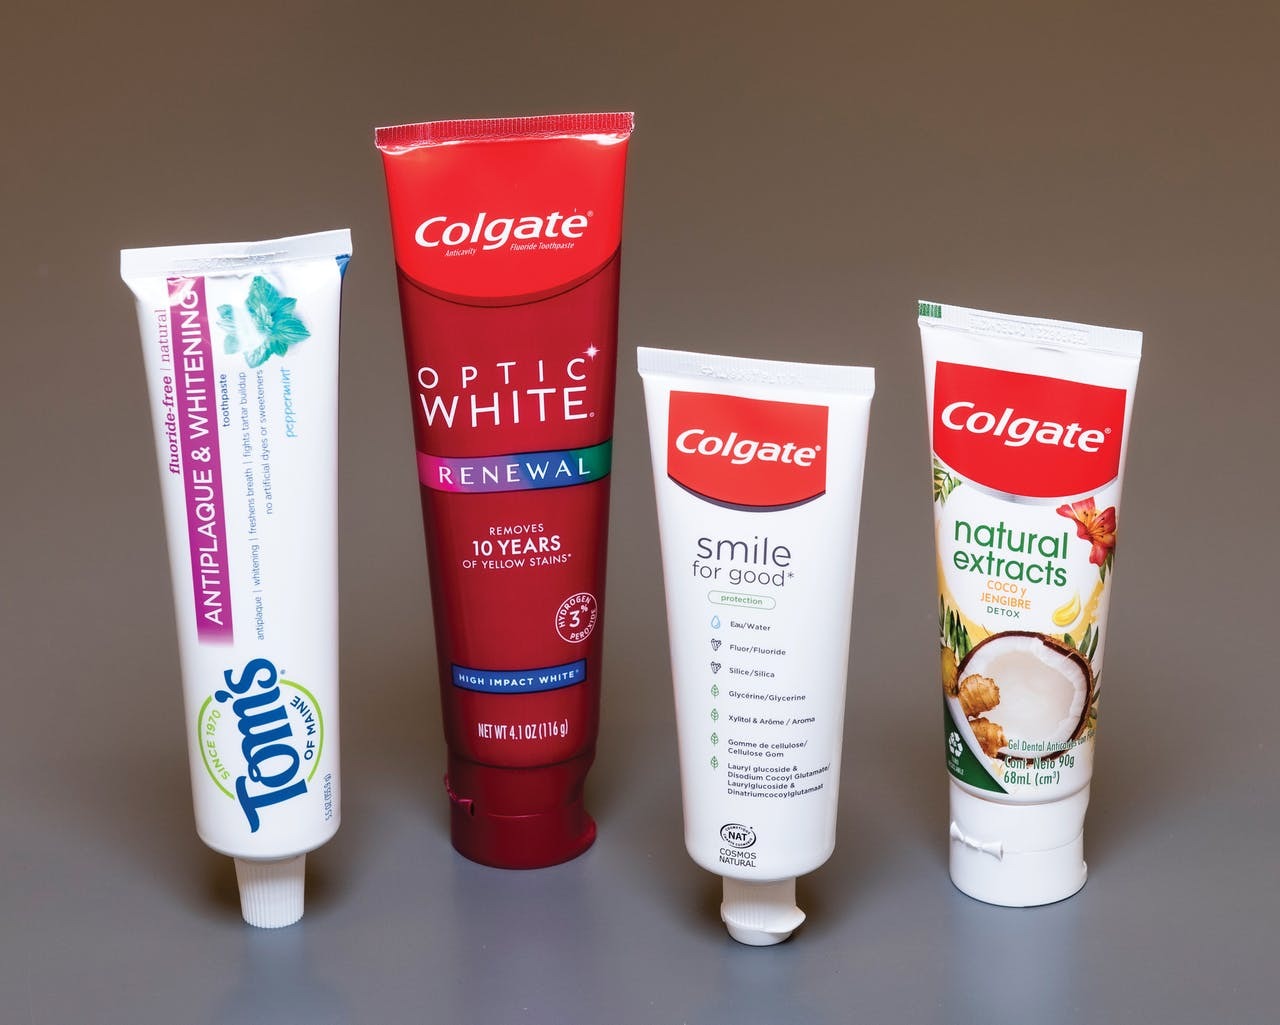 fluoride-free | natural
ANTIPLAQUE & WHITENING
toothpaste
antiplaque | whitening | freshens breath | fights tartar buildup
no artificial dyes or sweeteners
peppermint
SINCE 1970
Tom's®
OF MAINE
Colgate®
Anticavity Fluoride Toothpaste
OPTIC
WHITE®
RENEWAL
REMOVES
10 YEARS
OF YELLOW STAINS*
HYDROGEN
3%
PEROXIDE
HIGH IMPACT WHITE*
NET WT 4.1 OZ (116 g)
Colgate®
smile
for good*
protection
Eau/Water
Fluor/Fluoride
Silice/Silica
Glycérine/Glycerine
Xylitol & Arôme / Aroma
Gomme de cellulose/
Cellulose Gom
Lauryl glucoside &
Disodium Cocoyl Glutamate/
Laurylglucoside &
Dinatriumcocoylglutamaat
NAT
COSMOS
NATURAL
Colgate®
natural
extracts
COCO y
JENGIBRE
DETOX
Gel Dental Anticaries con
Cont. Neto 90g
68mL (cm³)